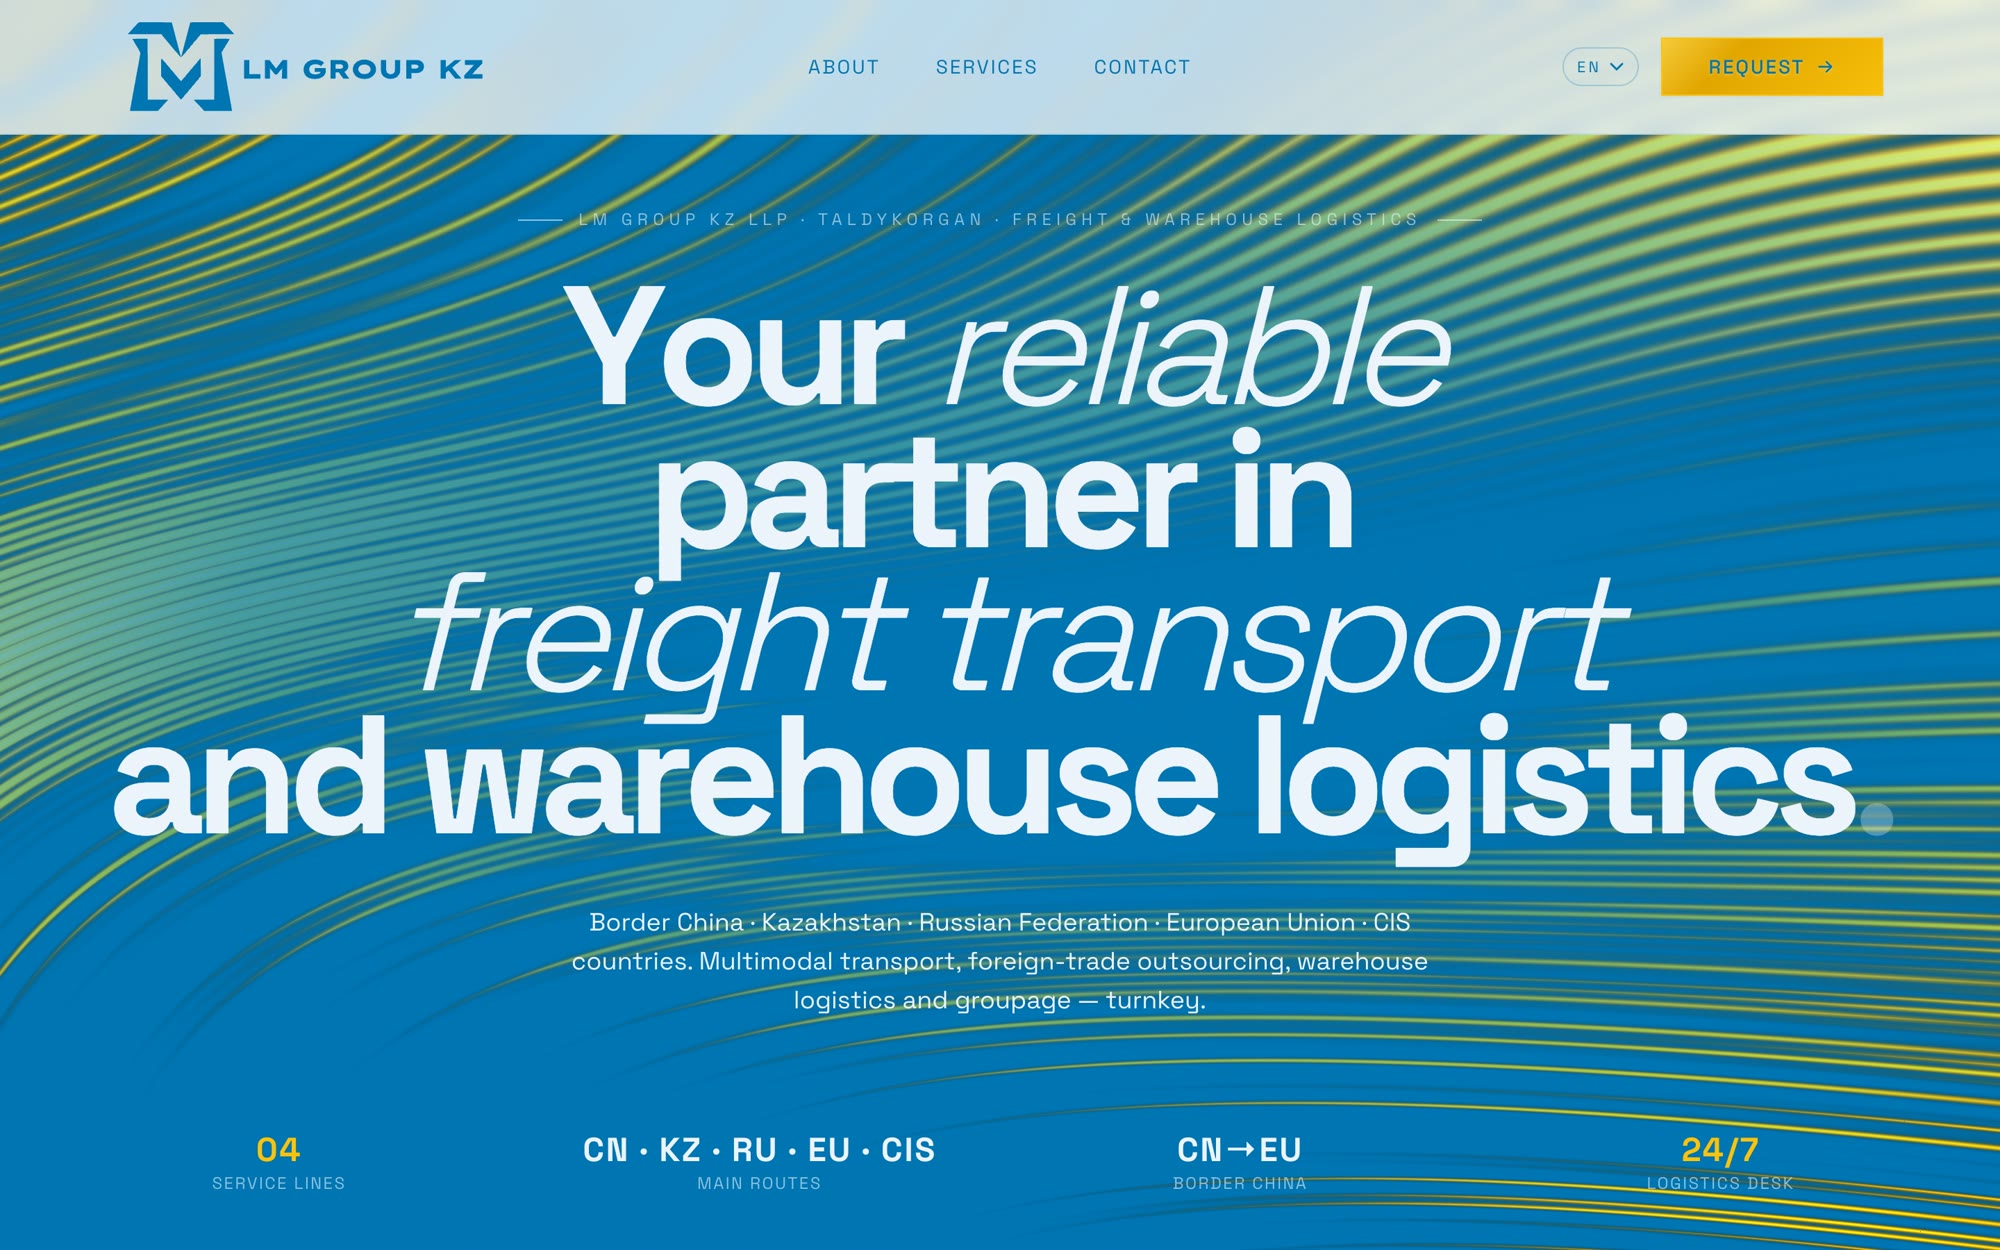 LM GROUP KZ
ABOUT
SERVICES
CONTACT
EN
REQUEST →
LM GROUP KZ LLP · TALDYKORGAN · FREIGHT & WAREHOUSE LOGISTICS
Your reliable
partner in
freight transport
and warehouse logistics.
Border China · Kazakhstan · Russian Federation · European Union · CIS
countries. Multimodal transport, foreign-trade outsourcing, warehouse
logistics and groupage — turnkey.
04
SERVICE LINES
CN · KZ · RU · EU · CIS
MAIN ROUTES
CN→EU
BORDER CHINA
24/7
LOGISTICS DESK